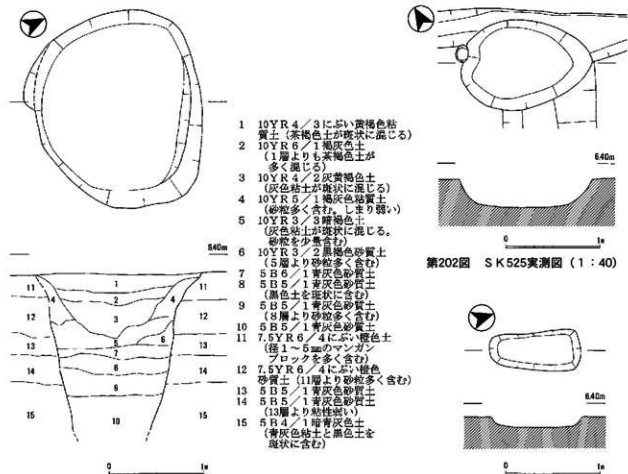 1 10YR4/3にぶい黄褐色粘
質土(茶褐色土が斑状に混じる)
2 10YR6/1褐灰色土
(1層よりも茶褐色土が
多く混じる)
3 10YR4/2灰黄褐色土
(灰色粘土が斑状に混じる)
4 10YR5/1褐灰色粘質土
(砂粒多く含む。しまり弱い)
5 10YR3/3暗褐色土
(灰色粘土が斑状に混じる。
砂粒を少量含む)
6 10YR3/2黒褐色砂質土
(5層より砂粒多く含む)
7 5B6/1青灰色砂質土
8 5B5/1青灰色砂質土
(黒色土を斑状に含む)
9 5B5/1青灰色砂質土
(8層より砂粒多く含む)
10 5B5/1青灰色砂質土
11 7.5YR6/4にぶい橙色土
(径1~5㎜のマンガン
ブロックを多く含む)
12 7.5YR6/4にぶい橙色
砂質土(11層より砂粒多く含む)
13 5B5/1青灰色砂質土
14 5B5/1青灰色砂質土
(13層より粘性弱い)
15 5B4/1暗青灰色土
(青灰色粘土と黒色土を
斑状に含む)
6.40m
11 1 11
4 2 4
12 3 12
13 5 6 13
7
14 8 14
9
15 10 15
0 1m
6.40m
0 1m
第202図 SK525実測図(1:40)
6.40m
0 1m